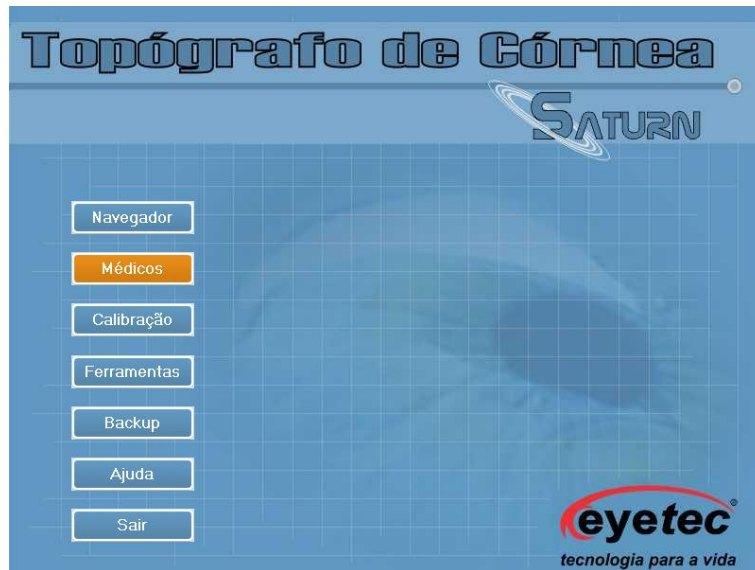 Topógrafo de Córnea
SATURN
Navegador
Médicos
Calibração
Ferramentas
Backup
Ajuda
Sair
eyetec®
tecnologia para a vida